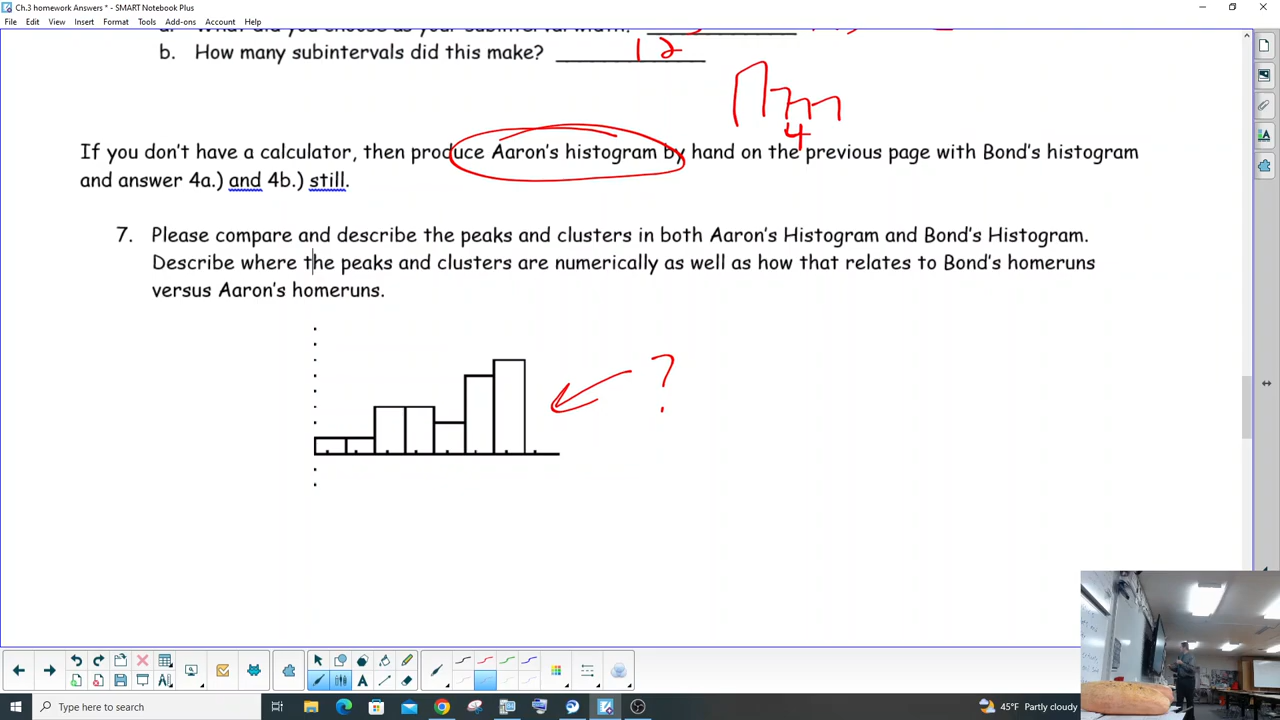 Ch.3 homework Answers * - SMART Notebook Plus
File Edit View Insert Format Tools Add-ons Account Help
b. How many subintervals did this make? 12
4
If you don't have a calculator, then produce Aaron's histogram by hand on the previous page with Bond's histogram
and answer 4a.) and 4b.) still.
7. Please compare and describe the peaks and clusters in both Aaron's Histogram and Bond's Histogram.
Describe where the peaks and clusters are numerically as well as how that relates to Bond's homeruns
versus Aaron's homeruns.
?
Type here to search
45°F Partly cloudy